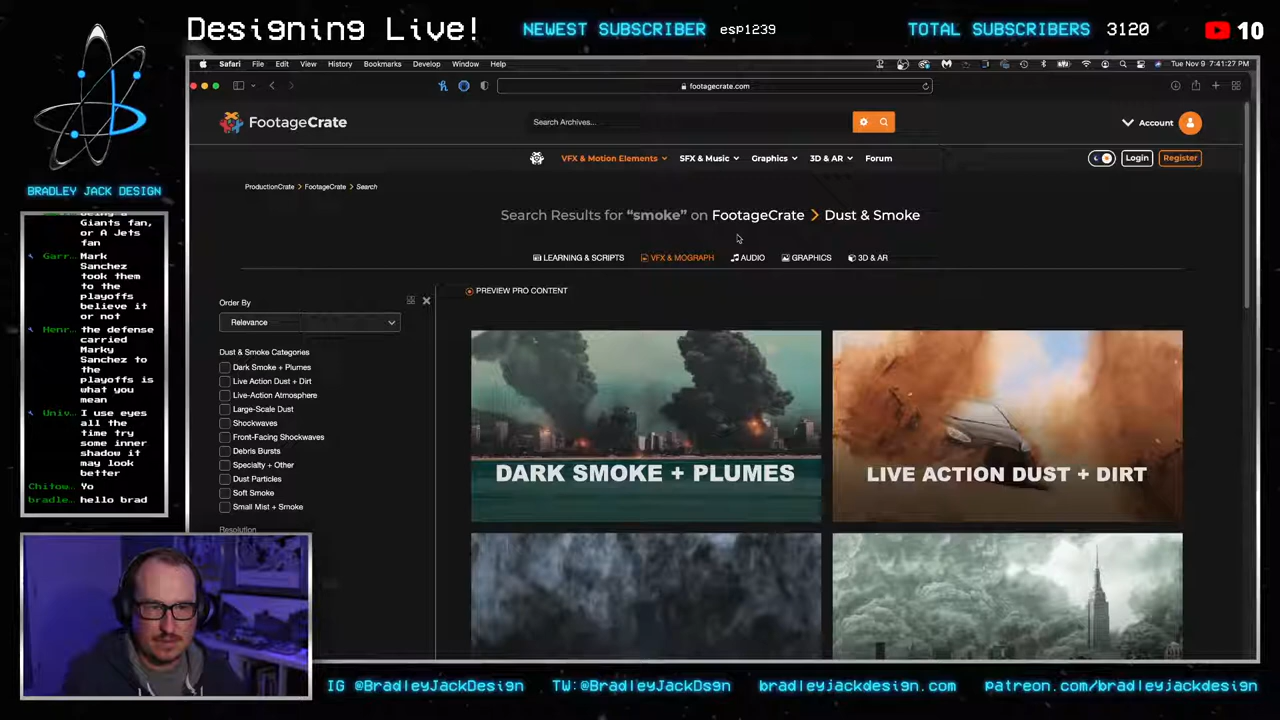 Designing Live!
NEWEST SUBSCRIBER esp1239
TOTAL SUBSCRIBERS 3120
10
Safari File Edit View History Bookmarks Develop Window Help
Tue Nov 9 7:41:27 PM
footagecrate.com
FootageCrate
Search Archives...
Account
VFX & Motion Elements
SFX & Music
Graphics
3D & AR
Forum
Login
Register
ProductionCrate > FootageCrate > Search
Search Results for "smoke" on FootageCrate > Dust & Smoke
LEARNING & SCRIPTS
VFX & MOGRAPH
AUDIO
GRAPHICS
3D & AR
Order By
Relevance
PREVIEW PRO CONTENT
Dust & Smoke Categories
Dark Smoke + Plumes
Live Action Dust + Dirt
Live-Action Atmosphere
Large-Scale Dust
Shockwaves
Front-Facing Shockwaves
Debris Bursts
Specialty + Other
Dust Particles
Soft Smoke
Small Mist + Smoke
Resolution
DARK SMOKE + PLUMES
LIVE ACTION DUST + DIRT
BRADLEY JACK DESIGN
being a
Giants fan,
or A Jets
fan
Garr… Mark
Sanchez
took them
to the
playoffs
believe it
or not
Henr… the defense
carried
Marky
Sanchez to
the
playoffs is
what you
mean
Univ… I use eyes
all the
time try
some inner
shadow it
may look
better
Yo
bradle… hello brad
IG @BradleyJackDesign
TW:@BradleyJackDsgn
bradleyjackdesign.com
patreon.com/bradleyjackdesign